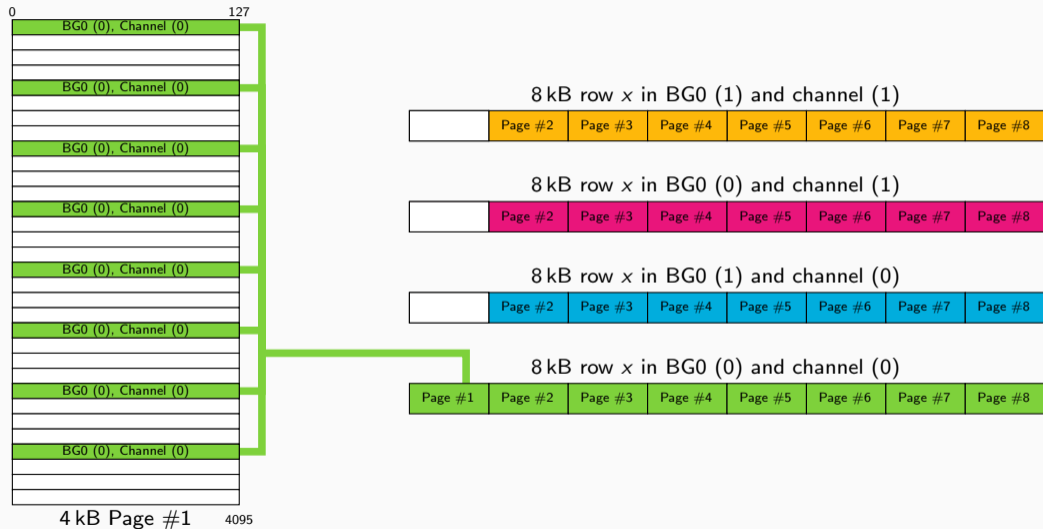 0 127
BG0 (0), Channel (0)
BG0 (0), Channel (0)
BG0 (0), Channel (0)
BG0 (0), Channel (0)
BG0 (0), Channel (0)
BG0 (0), Channel (0)
BG0 (0), Channel (0)
BG0 (0), Channel (0)
4 kB Page #1 4095
8 kB row x in BG0 (1) and channel (1)
Page #2 Page #3 Page #4 Page #5 Page #6 Page #7 Page #8
8 kB row x in BG0 (0) and channel (1)
Page #2 Page #3 Page #4 Page #5 Page #6 Page #7 Page #8
8 kB row x in BG0 (1) and channel (0)
Page #2 Page #3 Page #4 Page #5 Page #6 Page #7 Page #8
8 kB row x in BG0 (0) and channel (0)
Page #1 Page #2 Page #3 Page #4 Page #5 Page #6 Page #7 Page #8